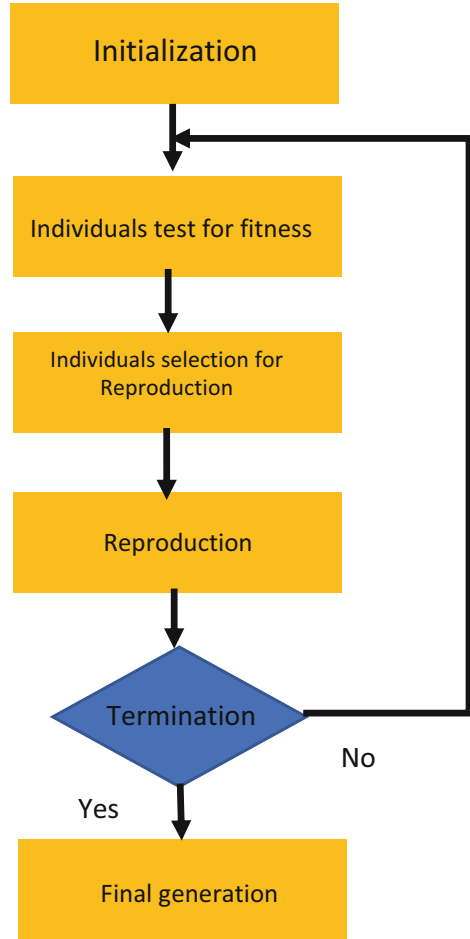 Initialization
Individuals test for fitness
Individuals selection for
Reproduction
Reproduction
Termination
No
Yes
Final generation